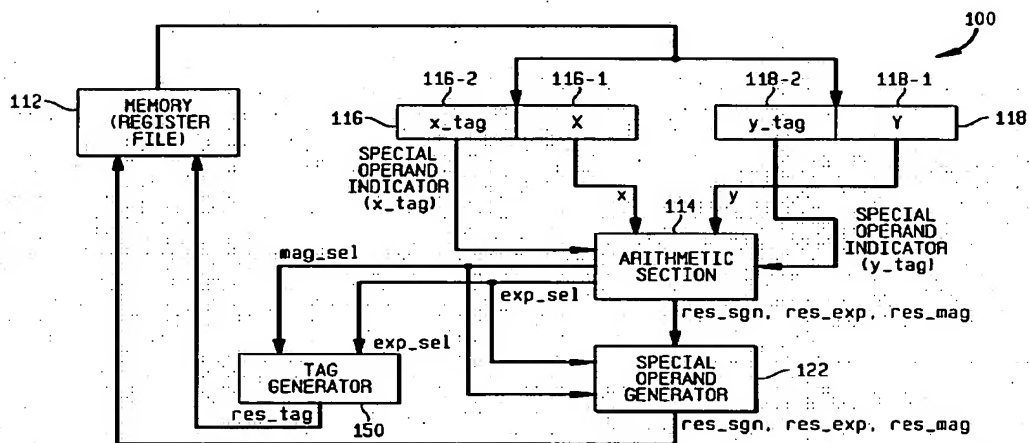 100
116-2
116-1
118-2
118-1
112
MEMORY
(REGISTER
FILE)
116
x_tag
X
y_tag
Y
118
SPECIAL
OPERAND
INDICATOR
(x_tag)
x
y
114
SPECIAL
OPERAND
INDICATOR
(y_tag)
ARITHMETIC
SECTION
mag_sel
exp_sel
res_sgn, res_exp, res_mag
exp_sel
TAG
GENERATOR
SPECIAL
OPERAND
GENERATOR
122
res_tag
150
res_sgn, res_exp, res_mag